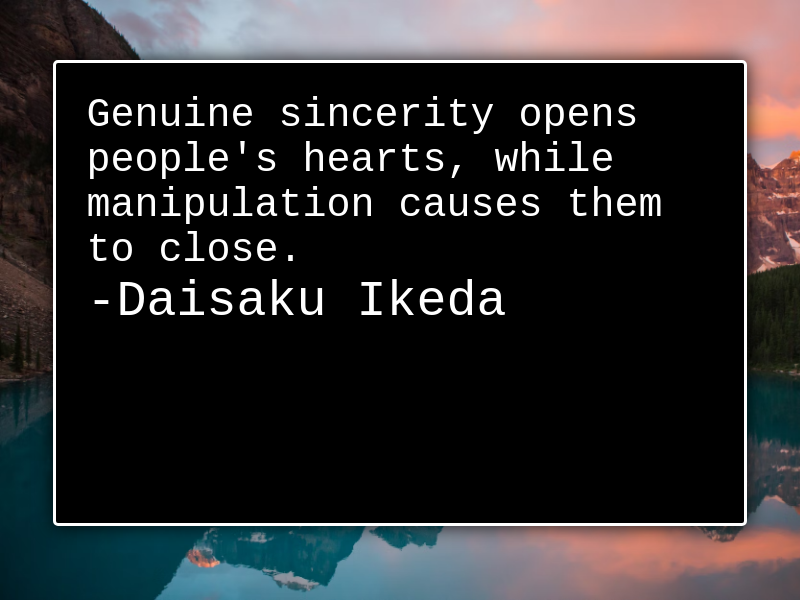 Genuine sincerity opens
people's hearts, while
manipulation causes them
to close.
-Daisaku Ikeda